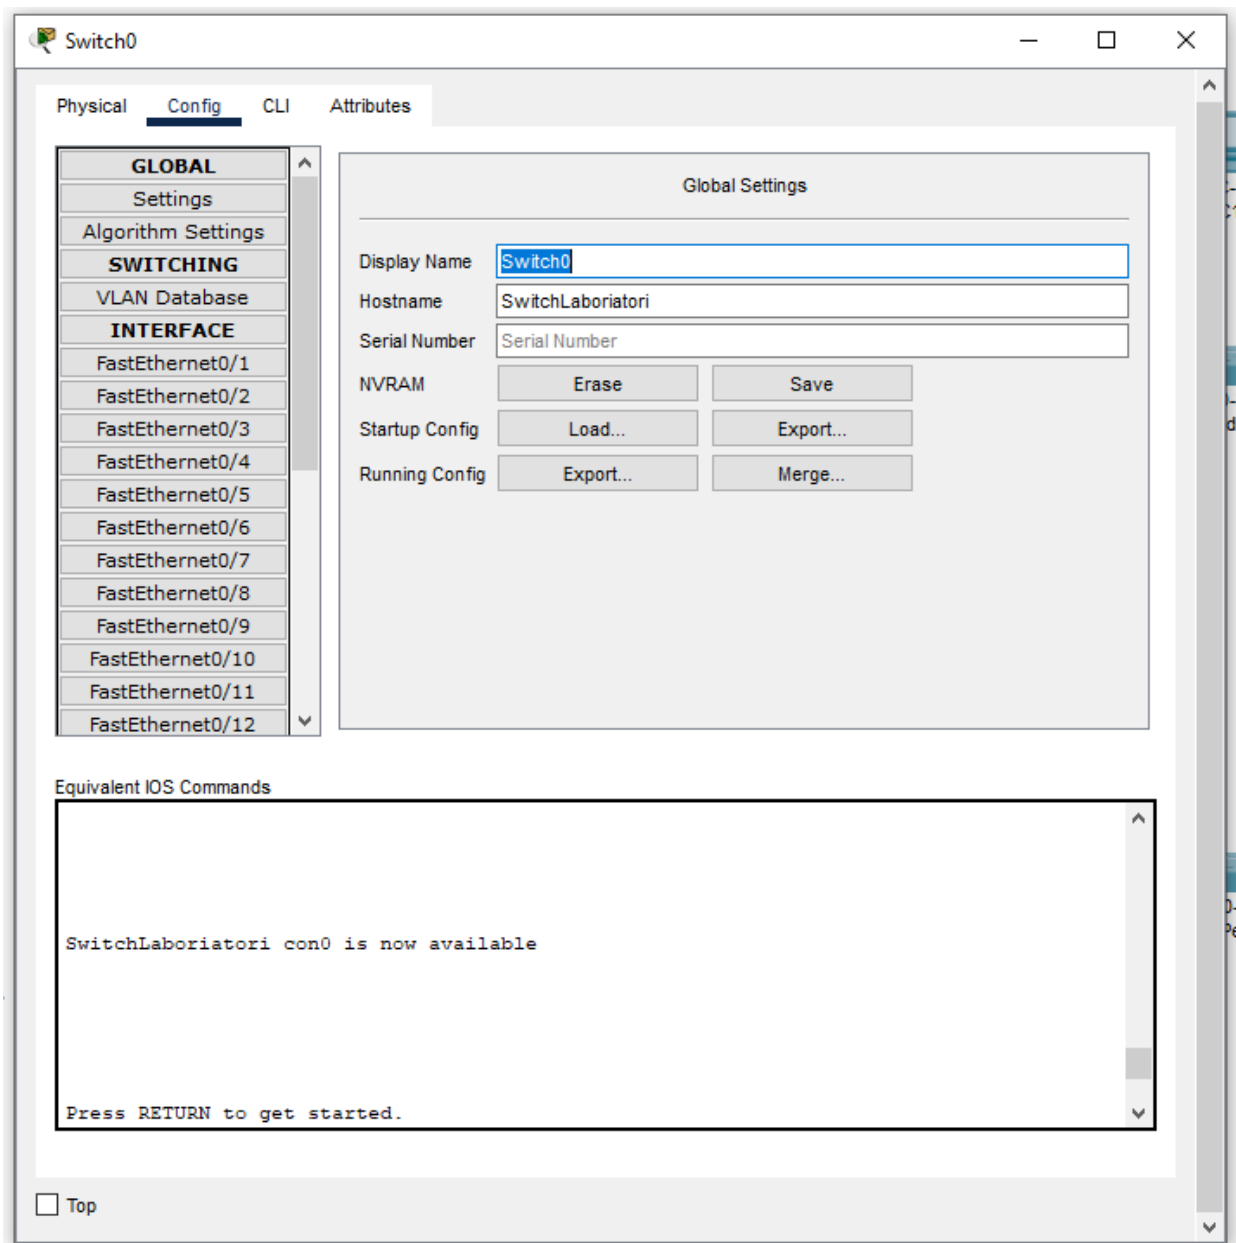 Switch0
Physical Config CLI Attributes
GLOBAL
Settings
Algorithm Settings
SWITCHING
VLAN Database
INTERFACE
FastEthernet0/1
FastEthernet0/2
FastEthernet0/3
FastEthernet0/4
FastEthernet0/5
FastEthernet0/6
FastEthernet0/7
FastEthernet0/8
FastEthernet0/9
FastEthernet0/10
FastEthernet0/11
FastEthernet0/12
Global Settings
Display Name Switch0
Hostname SwitchLaboriatori
Serial Number Serial Number
NVRAM Erase Save
Startup Config Load... Export...
Running Config Export... Merge...
Equivalent IOS Commands
SwitchLaboriatori con0 is now available
Press RETURN to get started.
Top